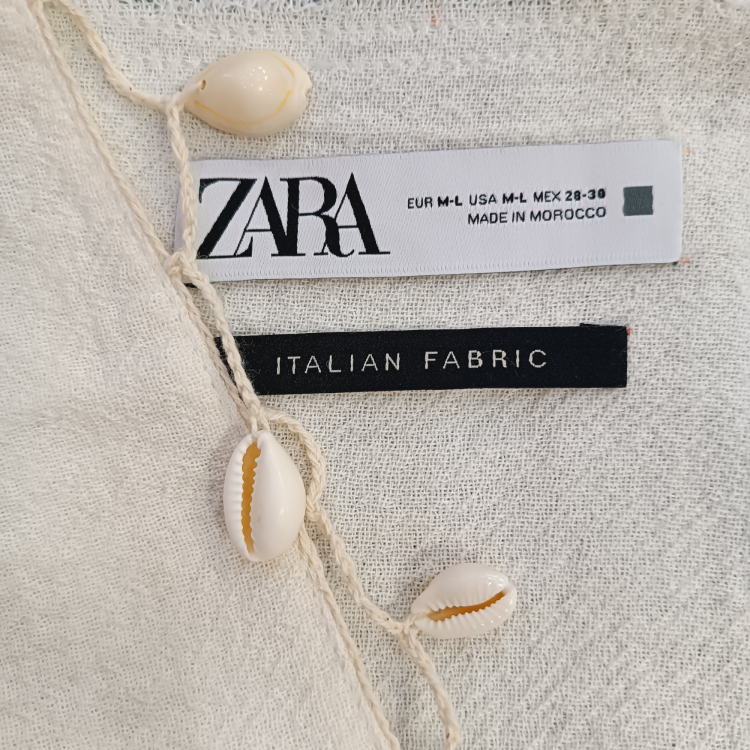 ZARA
EUR M-L USA M-L MEX 28-30
MADE IN MOROCCO
ITALIAN FABRIC